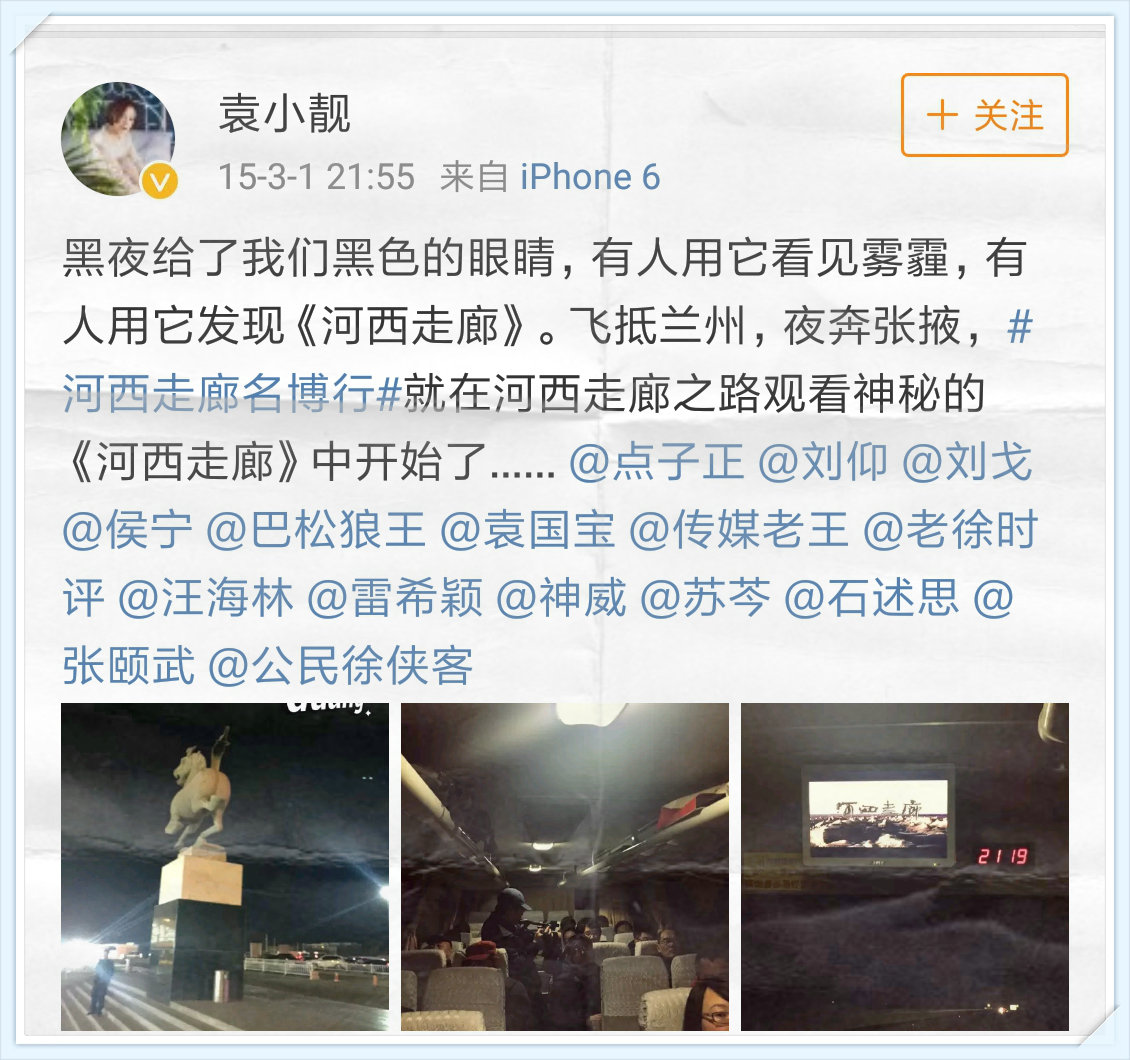 袁小靓
+ 关注
15-3-1 21:55 来自 iPhone 6
黑夜给了我们黑色的眼睛，有人用它看见雾霾，有
人用它发现《河西走廊》。飞抵兰州，夜奔张掖，#
河西走廊名博行#就在河西走廊之路观看神秘的
《河西走廊》中开始了...... @点子正 @刘仰 @刘戈
@侯宁 @巴松狼王 @袁国宝 @传媒老王 @老徐时
评 @汪海林 @雷希颖 @神威 @苏芩 @石述思 @
张颐武 @公民徐侠客
河西走廊
2119